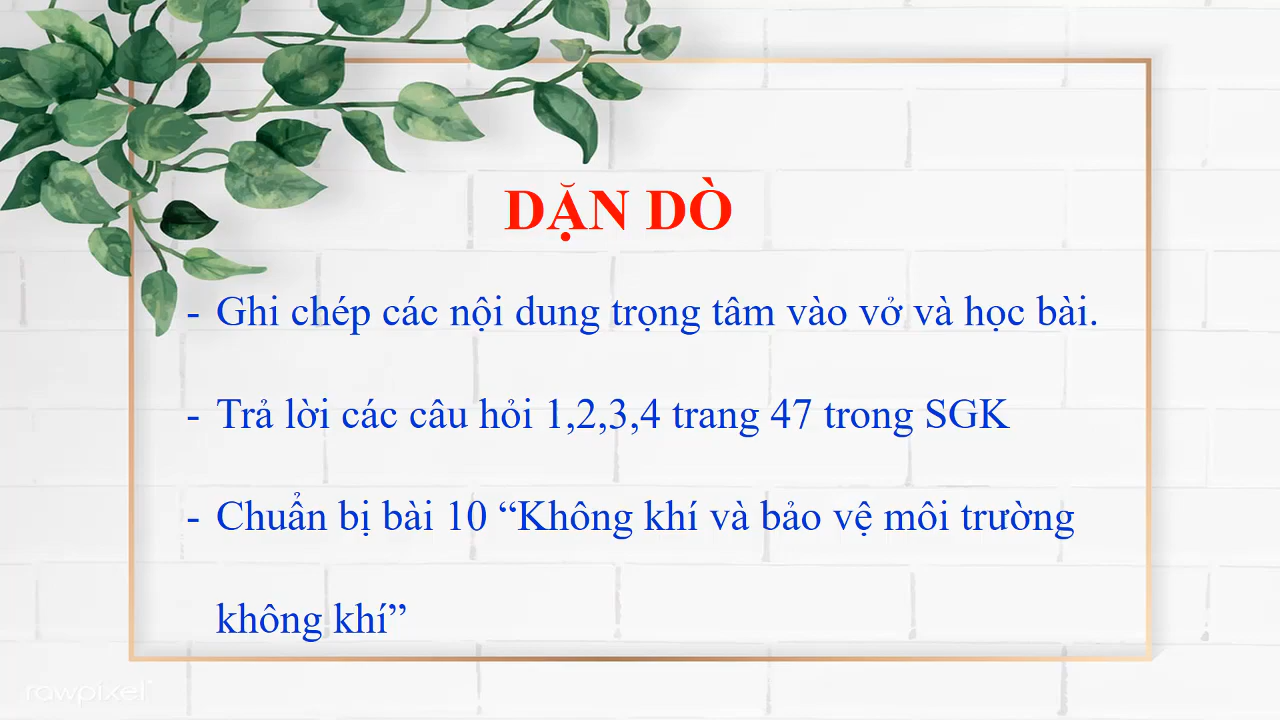 DẶN DÒ
- Ghi chép các nội dung trọng tâm vào vở và học bài.
- Trả lời các câu hỏi 1,2,3,4 trang 47 trong SGK
- Chuẩn bị bài 10 “Không khí và bảo vệ môi trường
không khí”
rawpixel